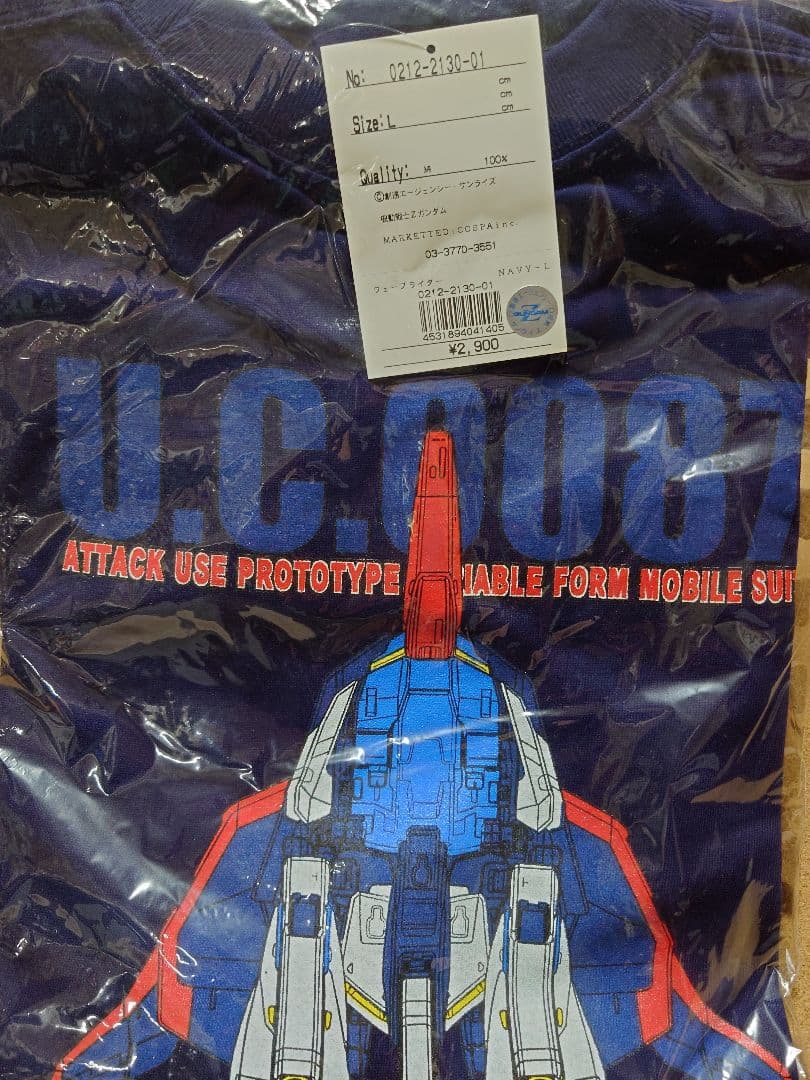 No: 0212-2130-01
cm
cm
Size:L cm
Quality: 綿 100%
©創通エージェンシー・サンライズ
機動戦士Zガンダム
MARKETTED:COSPAinc.
03-3770-3551
ウェーブライダー NAVY-L
0212-2130-01
4531894041405
¥2,900
Z
GUNDAM
U.C.0087
ATTACK USE PROTOTYPE IABLE FORM MOBILE SUI